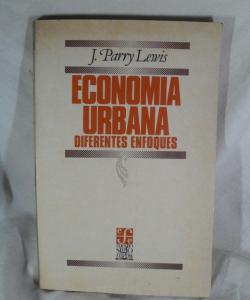 J. Parry Lewis
ECONOMIA
URBANA
DIFERENTES ENFOQUES